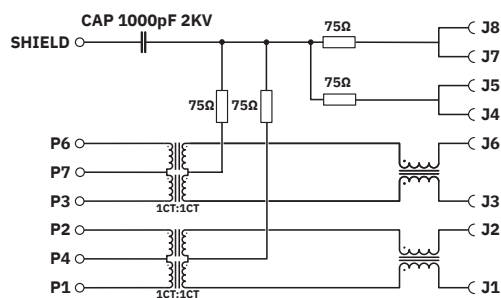 CAP 1000pF 2KV
SHIELD
75Ω
J8
J7
75Ω
J5
J4
75Ω 75Ω
P6
J6
P7
P3
J3
1CT:1CT
P2
J2
P4
P1
J1
1CT:1CT